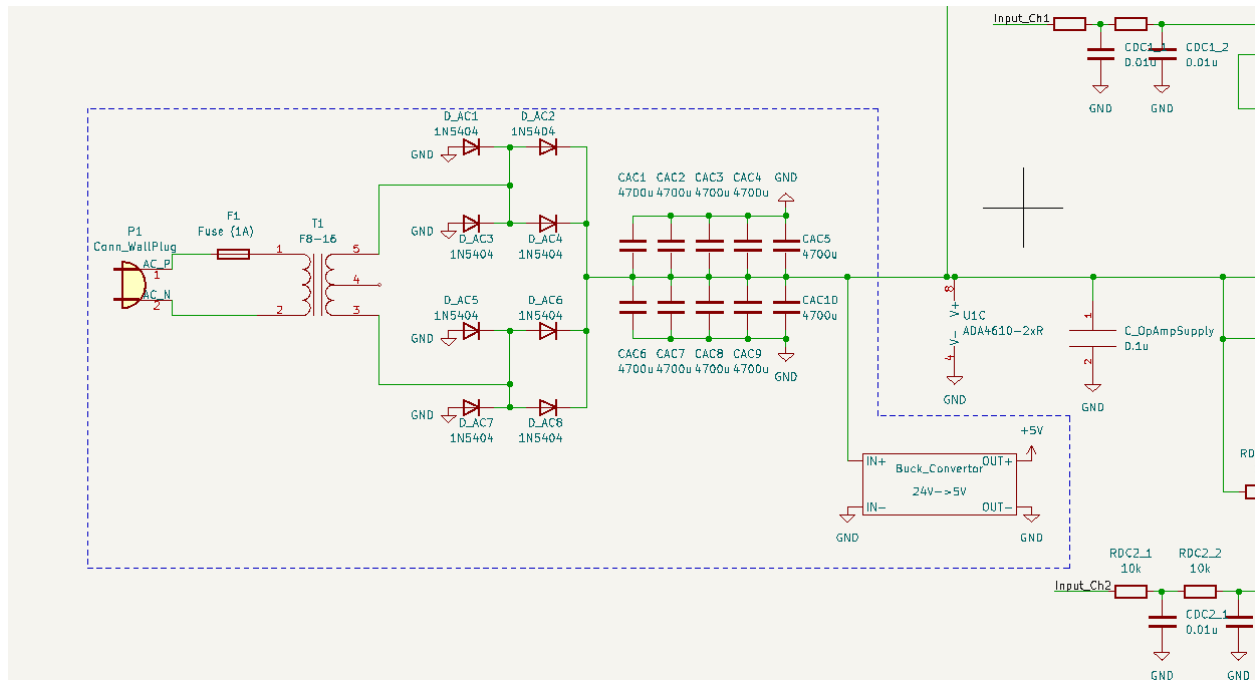 Input_Ch1
CDC1_1
0.01u
CDC1_2
0.01u
GND
GND
D_AC1
1N5404
D_AC2
1N5404
GND
GND
D_AC3
1N5404
D_AC4
1N5404
P1
Conn_WallPlug
AC_P
1
AC_N
2
F1
Fuse (1A)
T1
F8-16
1
2
5
4
3
D_AC5
1N5404
D_AC6
1N5404
GND
GND
D_AC7
1N5404
D_AC8
1N5404
CAC1 CAC2 CAC3 CAC4 GND
4700u 4700u 4700u 4700u
CAC5
4700u
CAC10
4700u
CAC6 CAC7 CAC8 CAC9 GND
4700u 4700u 4700u 4700u
8
V+
V-
4
U1C
ADA4610-2xR
GND
1
2
C_OpAmpSupply
0.1u
GND
+5V
IN+
Buck_Convertor
OUT+
24V->5V
IN-
OUT-
GND
GND
RD
RDC2_1
10k
RDC2_2
10k
Input_Ch2
CDC2_1
0.01u
GND
GND